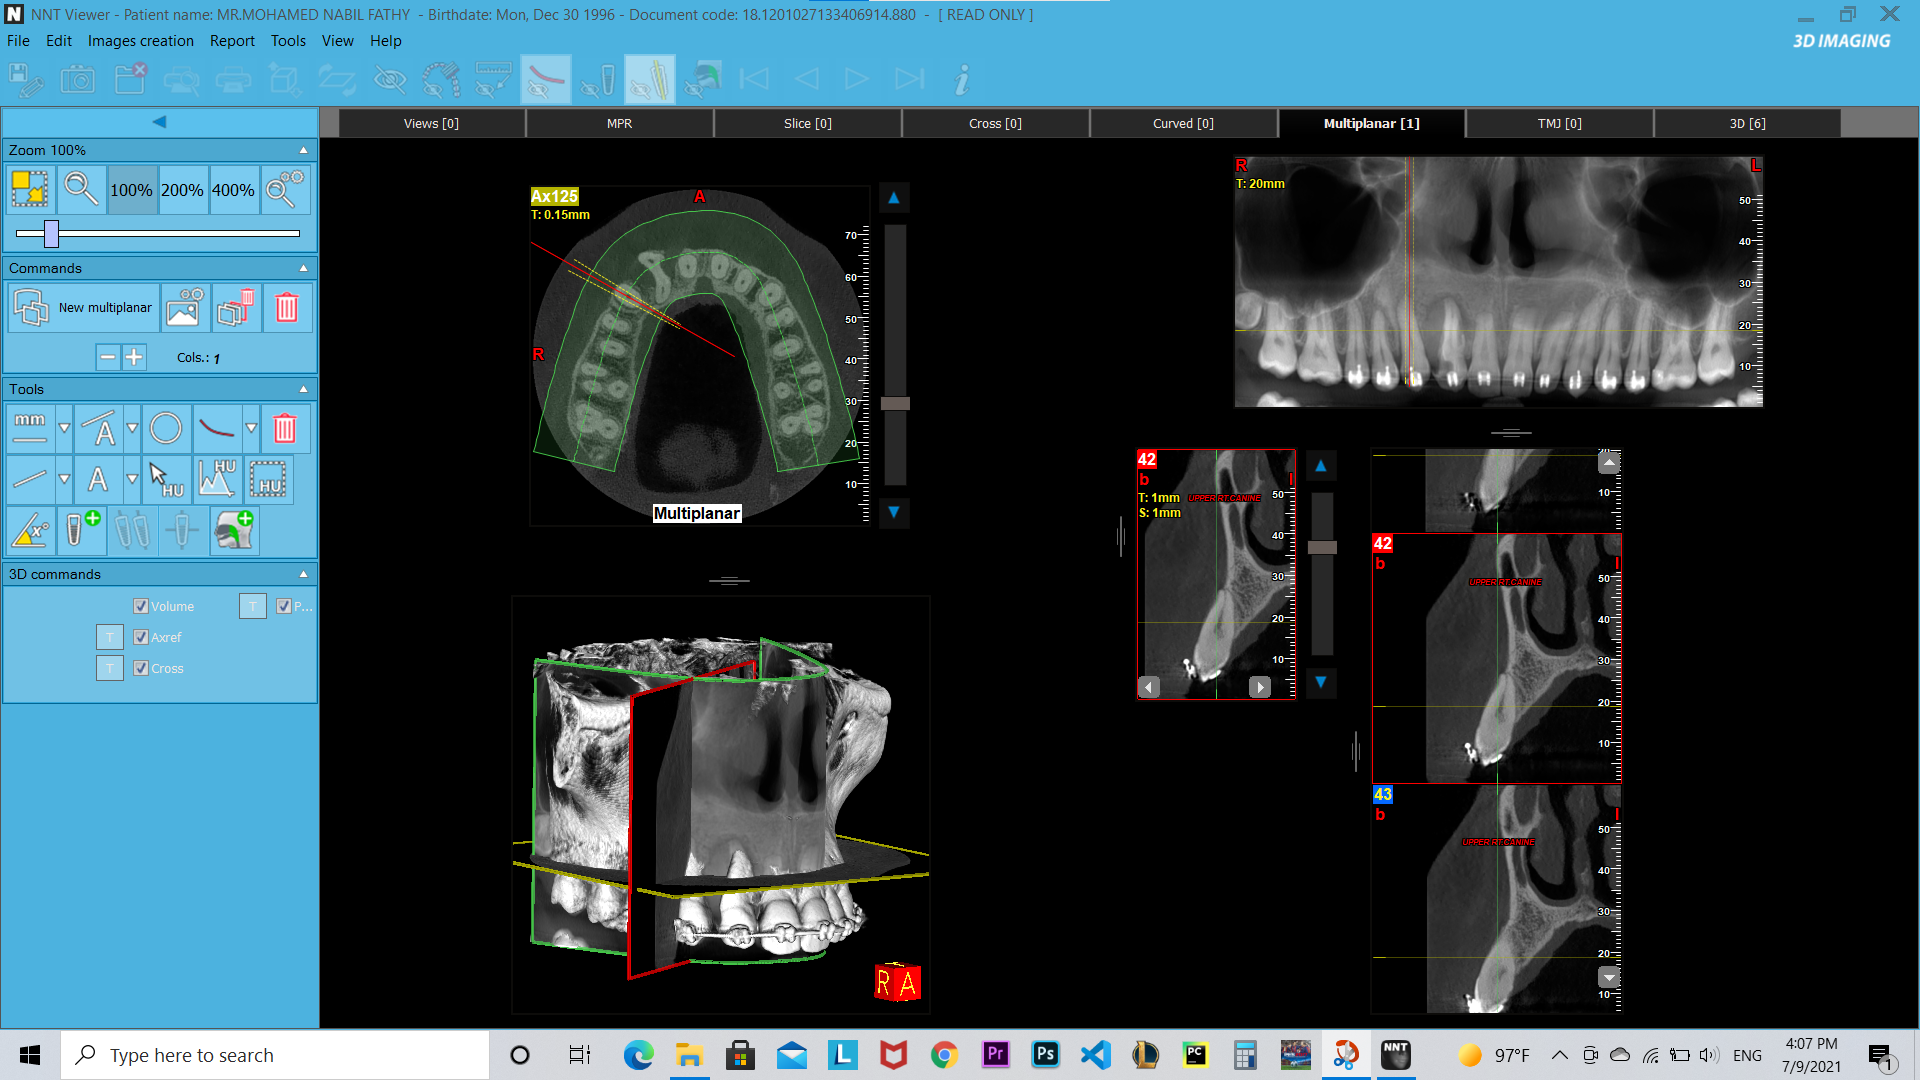 NNT Viewer - Patient name: MR.MOHAMED NABIL FATHY - Birthdate: Mon, Dec 30 1996 - Document code: 18.1201027133406914.880 - [ READ ONLY ]
File Edit Images creation Report Tools View Help
3D IMAGING
Views [0] MPR Slice [0] Cross [0] Curved [0] Multiplanar [1] TMJ [0] 3D [6]
Zoom 100%
100% 200% 400%
Commands
New multiplanar
Cols.: 1
Tools
mm A
A HU HU HU
x°
3D commands
Volume T P...
T Axref
T Cross
Ax125
T: 0.15mm
A
R
70
60
50
40
30
20
10
Multiplanar
R A
R L
T: 20mm
50
40
30
20
10
42
b l
T: 1mm
S: 1mm
UPPER RT.CANINE
50
40
30
20
10
20
10
42
b l
UPPER RT.CANINE
50
40
30
20
10
43
b l
UPPER RT.CANINE
50
40
30
20
10
Type here to search
L Pr Ps PC NNT
97°F ENG
4:07 PM
7/9/2021
1